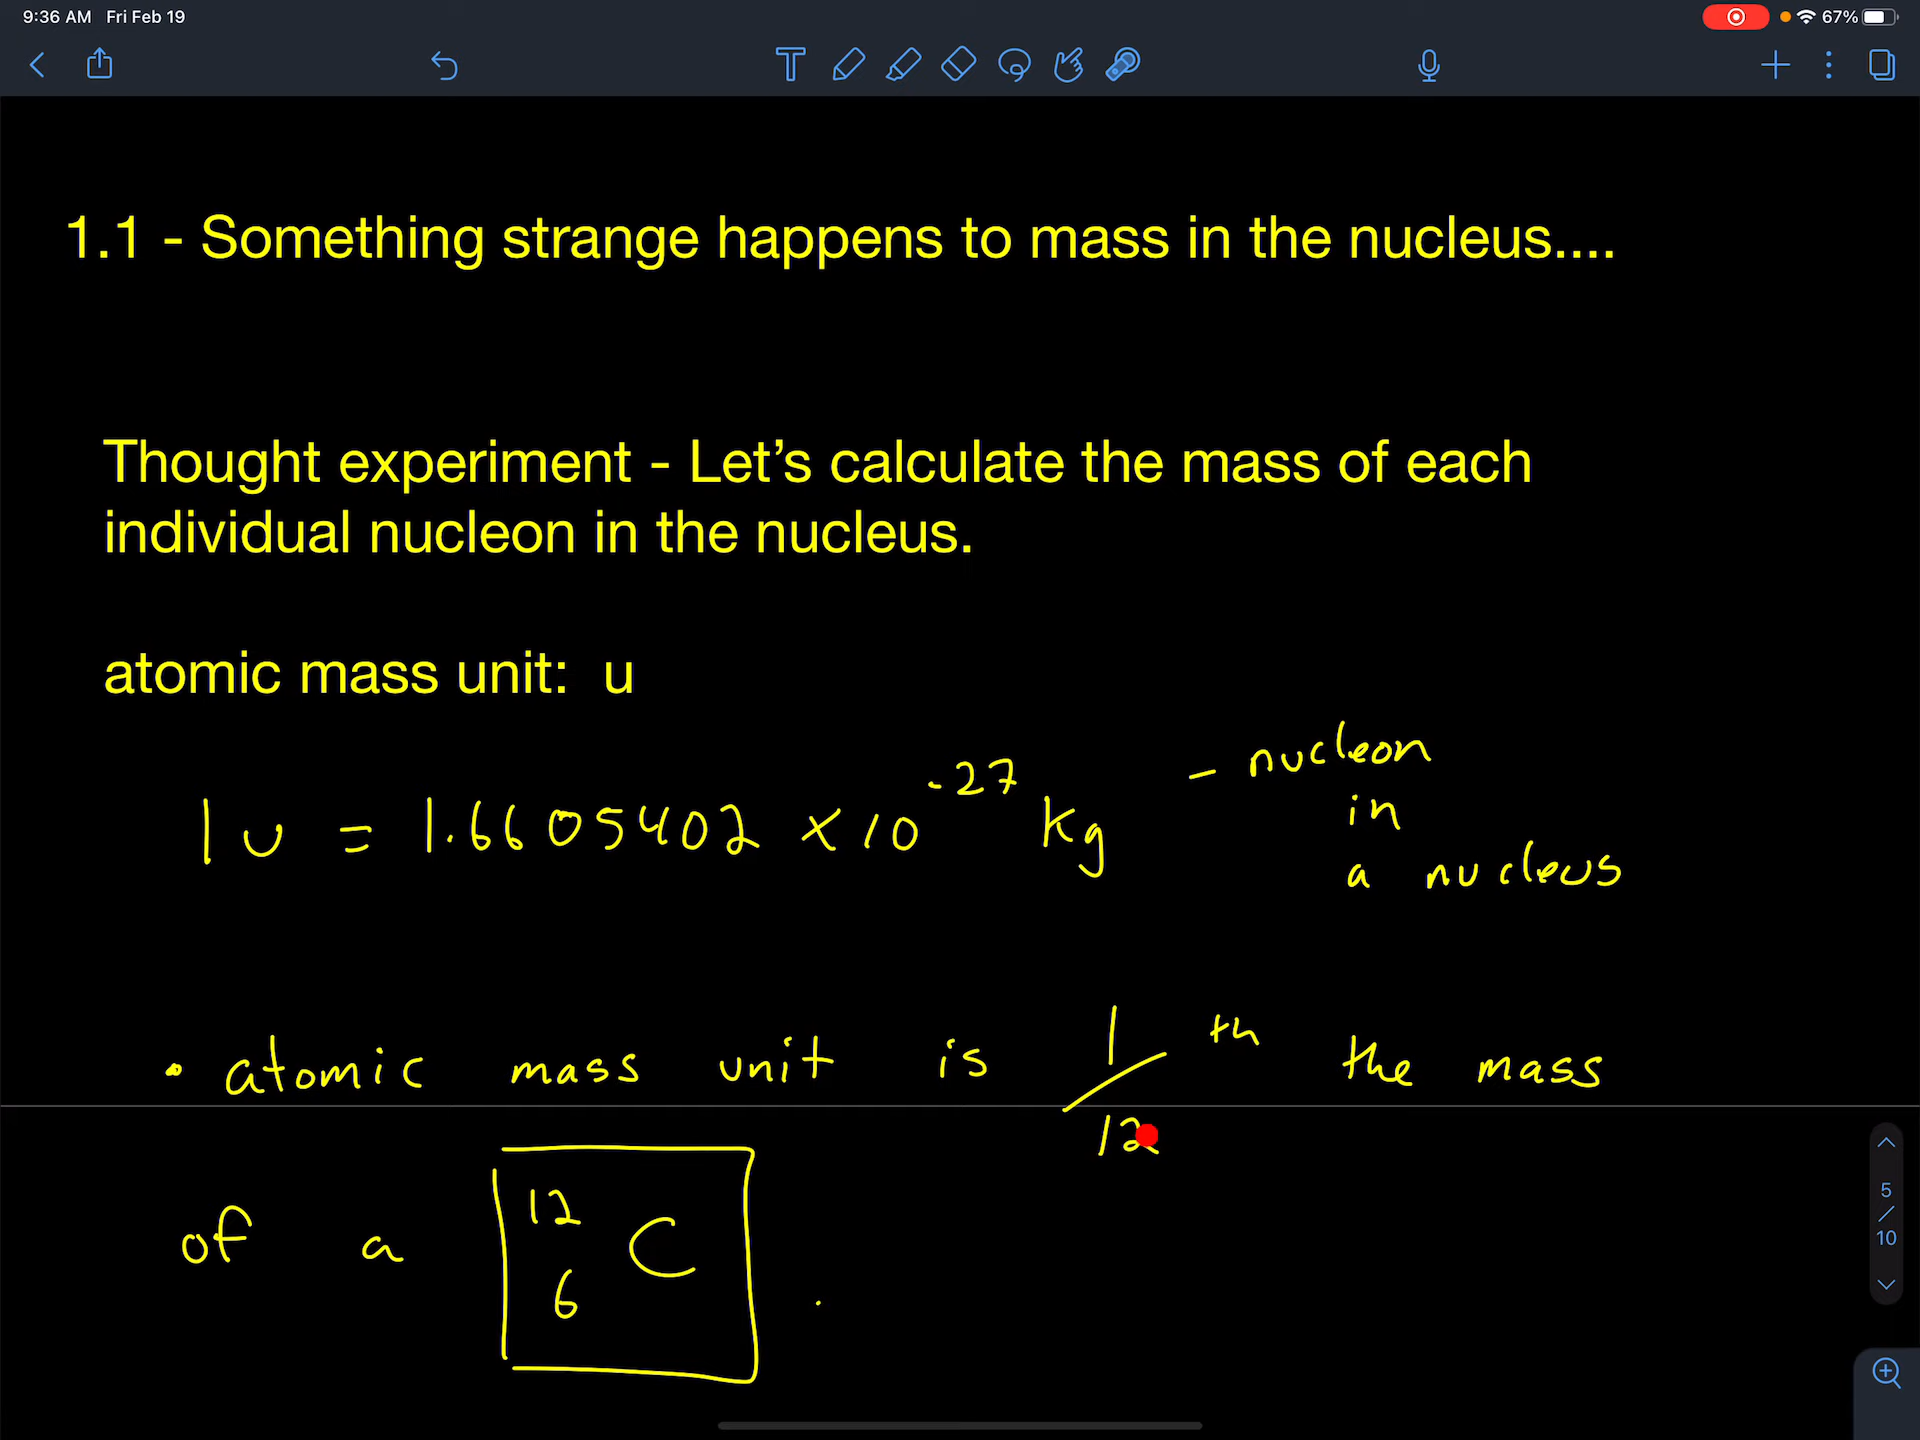 9:36 AM Fri Feb 19
67%
1.1 - Something strange happens to mass in the nucleus....
Thought experiment - Let’s calculate the mass of each
individual nucleon in the nucleus.
atomic mass unit: u
1 u = 1.6605402 × 10^-27 kg - nucleon
in
a nucleus
• atomic mass unit is 1/12 th the mass
of a 12 6 C .
5
/
10